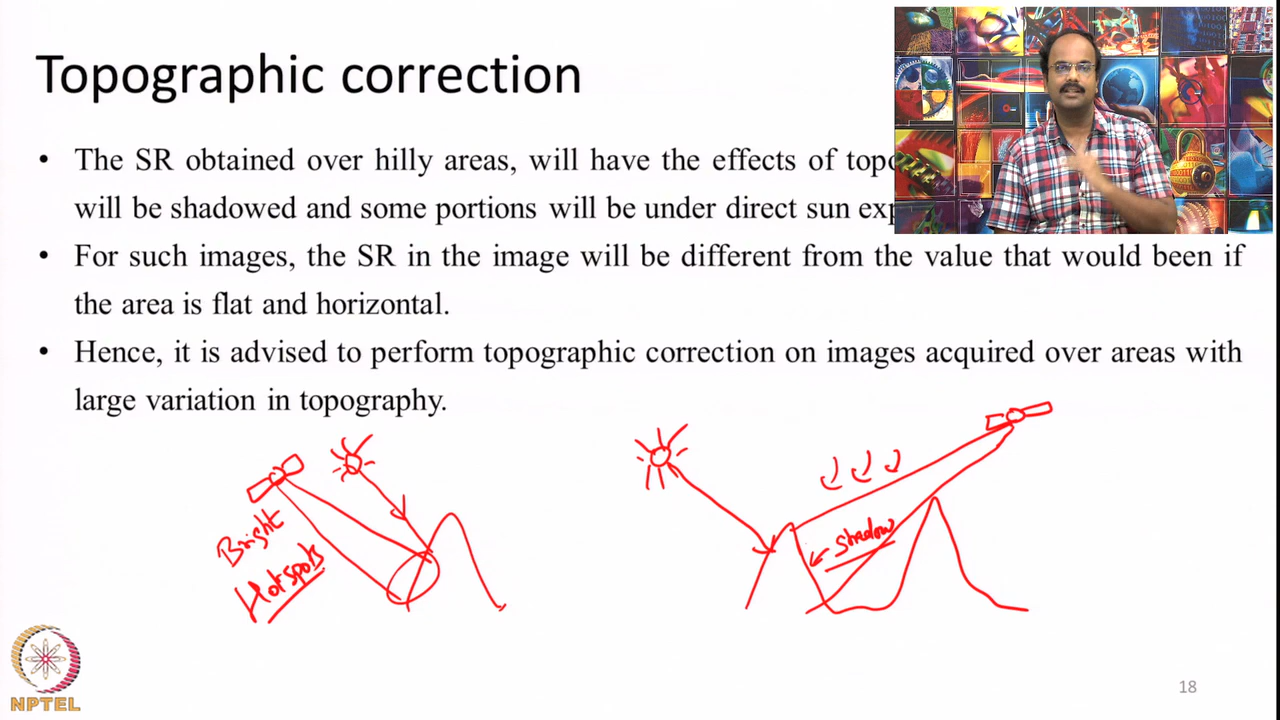 Topographic correction
• The SR obtained over hilly areas, will have the effects of
will be shadowed and some portions will be under direct sun
• For such images, the SR in the image will be different from the value that would been if
the area is flat and horizontal.
• Hence, it is advised to perform topographic correction on images acquired over areas with
large variation in topography.
Bright
Hotspots
shadow
NPTEL
18